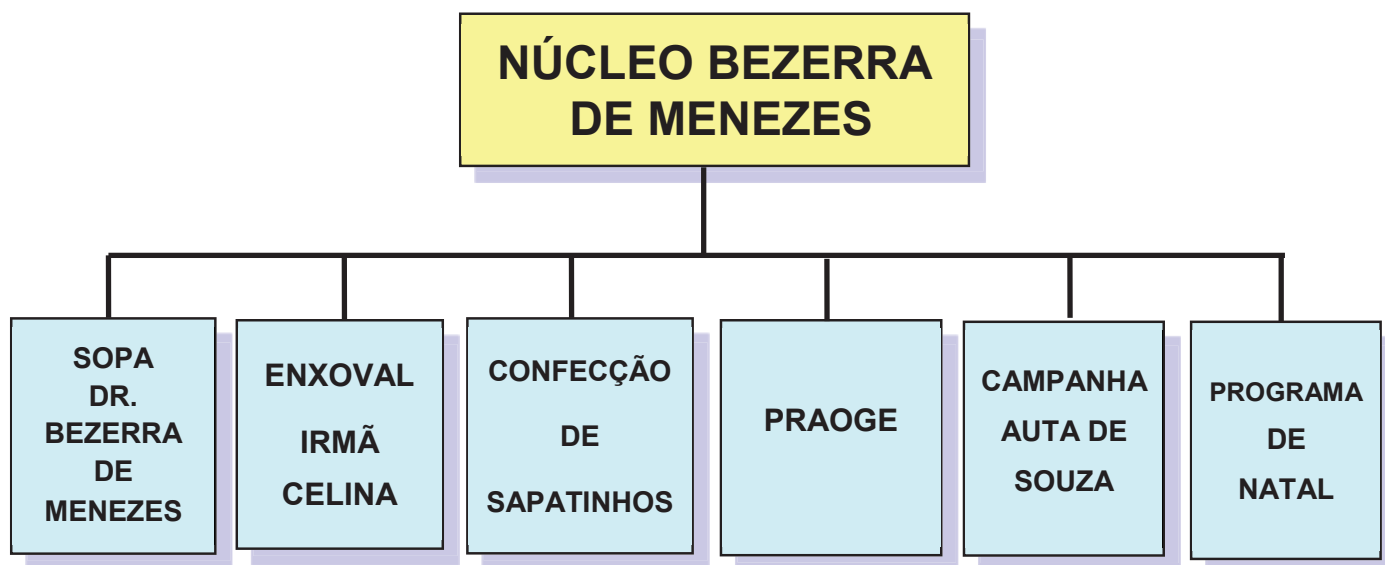 NÚCLEO BEZERRA
DE MENEZES
SOPA
DR.
BEZERRA
DE
MENEZES
ENXOVAL
IRMÃ
CELINA
CONFECÇÃO
DE
SAPATINHOS
PRAOGE
CAMPANHA
AUTA DE
SOUZA
PROGRAMA
DE
NATAL